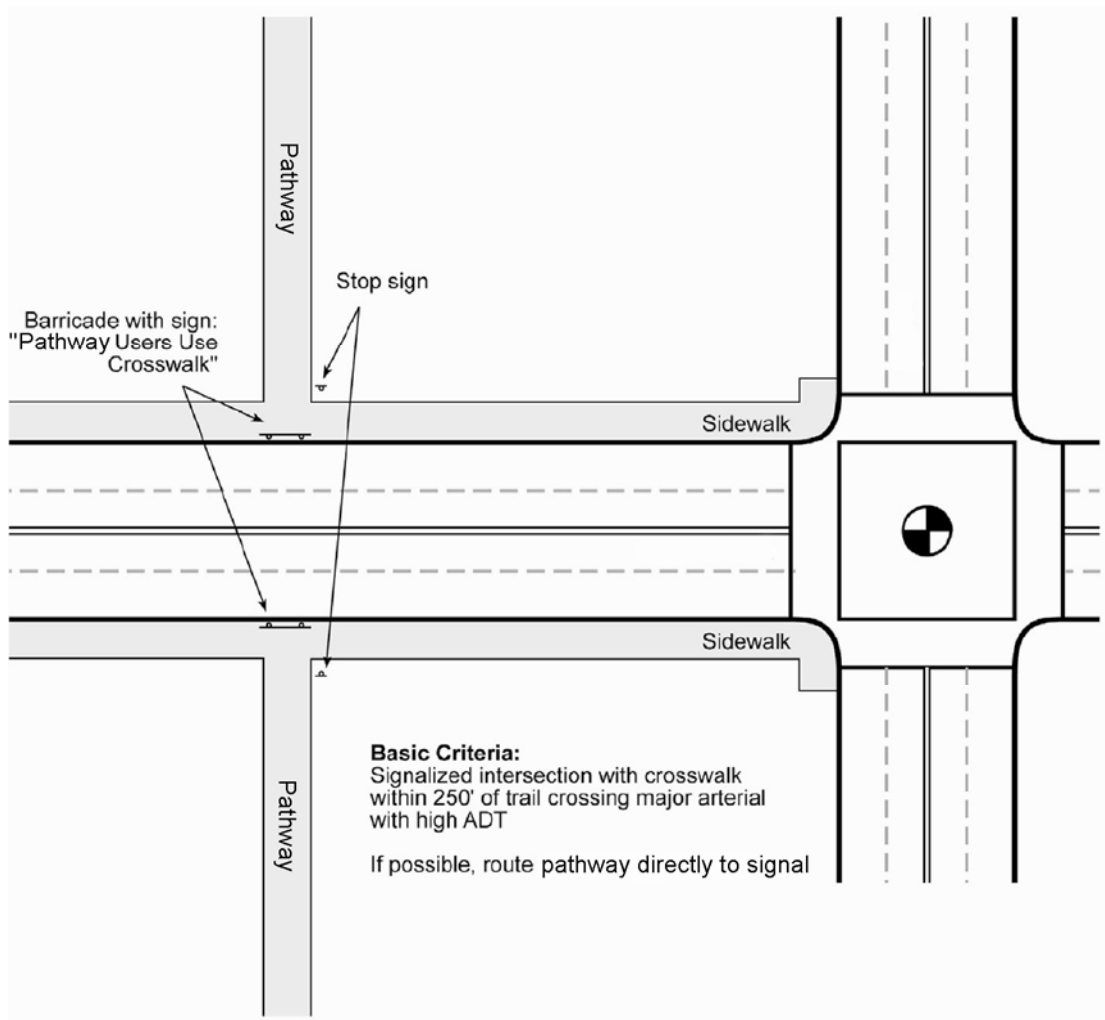 Pathway
Stop sign
Barricade with sign:
"Pathway Users Use
Crosswalk"
Sidewalk
Sidewalk
Basic Criteria:
Signalized intersection with crosswalk
within 250' of trail crossing major arterial
with high ADT
If possible, route pathway directly to signal
Pathway